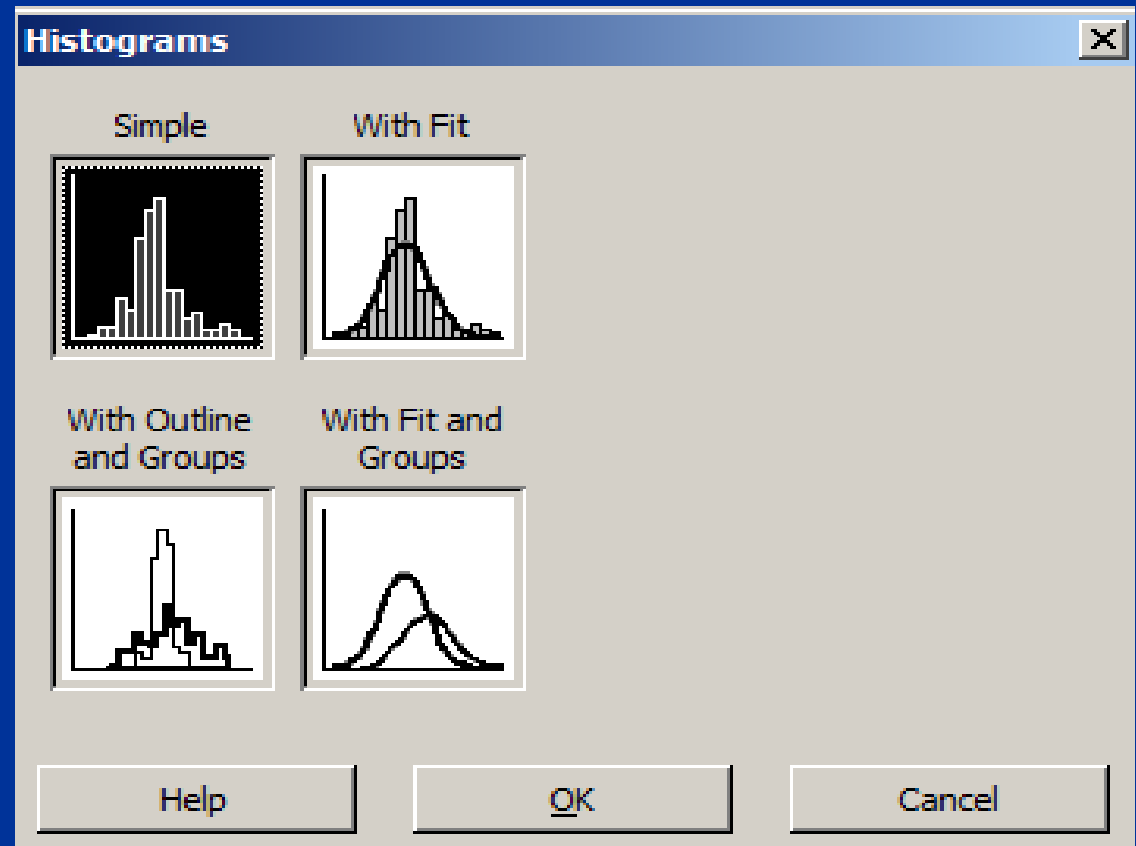 Histograms
Simple
With Fit
With Outline
and Groups
With Fit and
Groups
Help
OK
Cancel